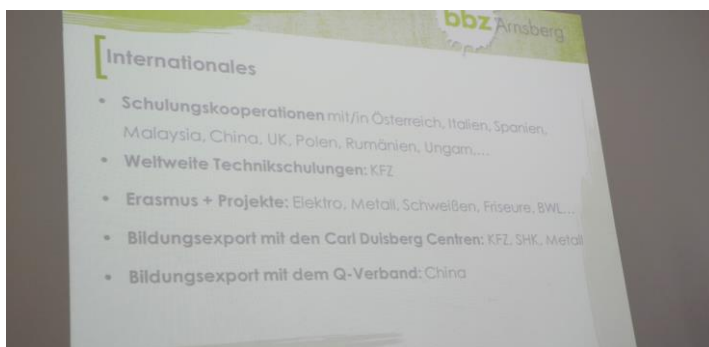 bbz Arnsberg
Internationales
• Schulungskooperationen mit/in Österreich, Italien, Spanien,
Malaysia, China, UK, Polen, Rumänien, Ungarn,...
• Weltweite Technikschulungen: KFZ
• Erasmus + Projekte: Elektro, Metall, Schweißen, Friseure, BWL...
• Bildungsexport mit den Carl Duisberg Centren: KFZ, SHK, Metall
• Bildungsexport mit dem Q-Verband: China